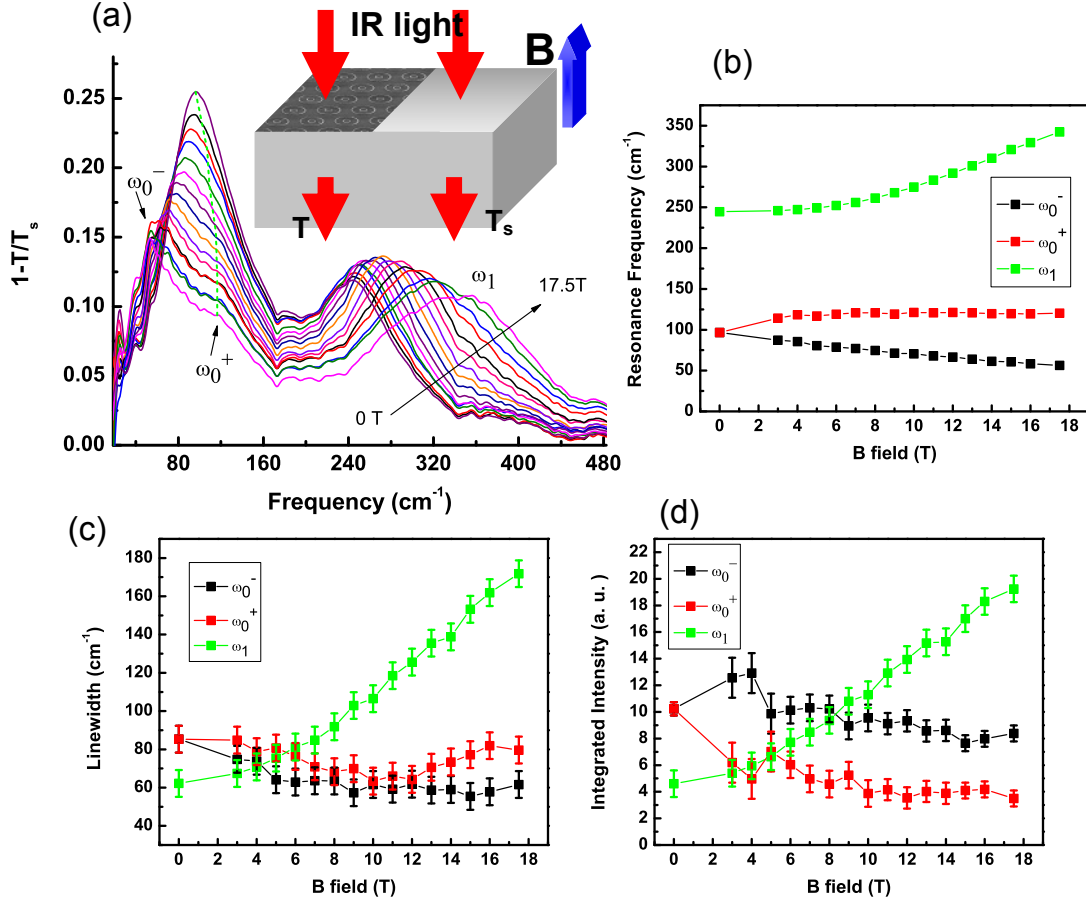 (a)
IR light
B
T
Tₛ
1-T/Tₛ
0.25
0.20
0.15
0.10
0.05
0.00
ω₀⁻
ω₀⁺
ω₁
17.5T
0 T
80 160 240 320 400 480
Frequency (cm⁻¹)
(b)
Resonance Frequency (cm⁻¹)
350
300
250
200
150
100
50
0
ω₀⁻
ω₀⁺
ω₁
0 2 4 6 8 10 12 14 16 18
B field (T)
(c)
Linewidth (cm⁻¹)
180
160
140
120
100
80
60
40
ω₀⁻
ω₀⁺
ω₁
0 2 4 6 8 10 12 14 16 18
B field (T)
(d)
Integrated Intensity (a. u. )
22
20
18
16
14
12
10
8
6
4
2
0
ω₀⁻
ω₀⁺
ω₁
0 2 4 6 8 10 12 14 16 18
B field (T)